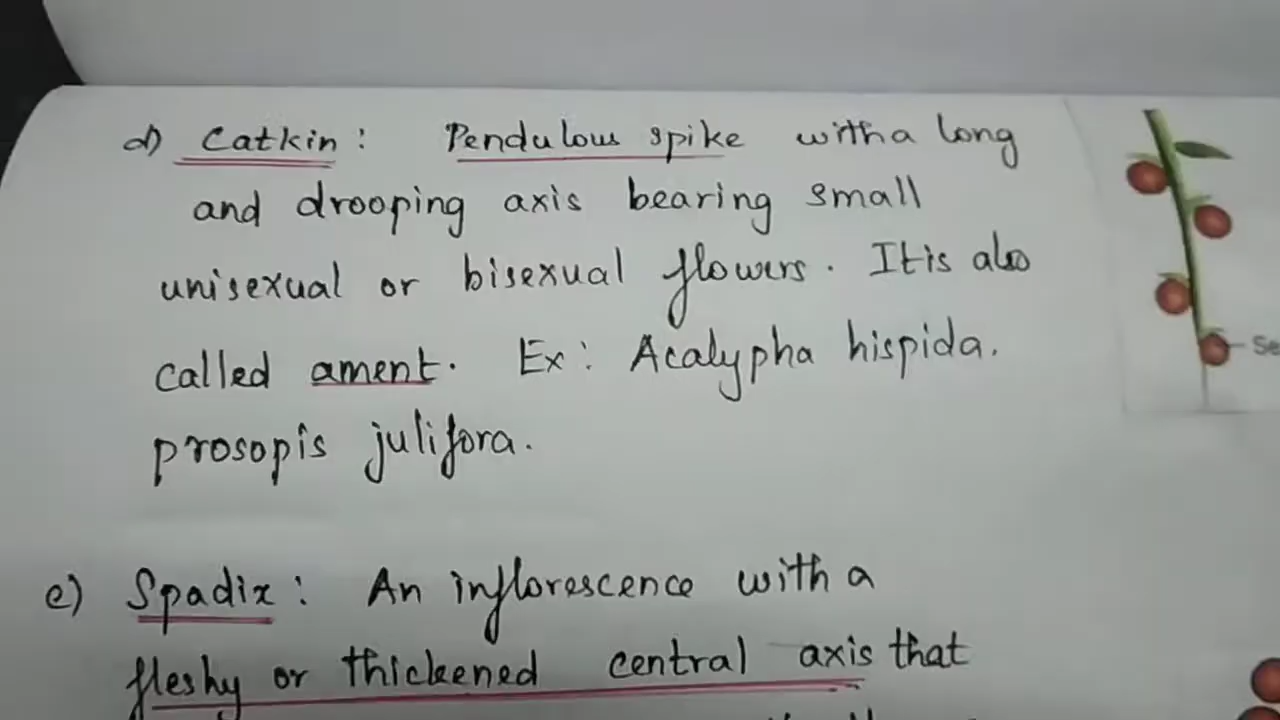 d) Catkin : Pendulous spike with a long
and drooping axis bearing small
unisexual or bisexual flowers. It is also
called ament. Ex: Acalypha hispida.
prosopis julifora.
Se
e) Spadix : An inflorescence with a
fleshy or thickened central axis that